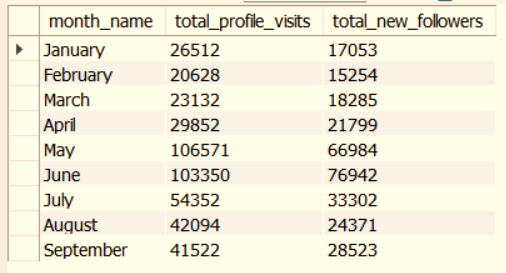 month_name total_profile_visits total_new_followers
January 26512 17053
February 20628 15254
March 23132 18285
April 29852 21799
May 106571 66984
June 103350 76942
July 54352 33302
August 42094 24371
September 41522 28523